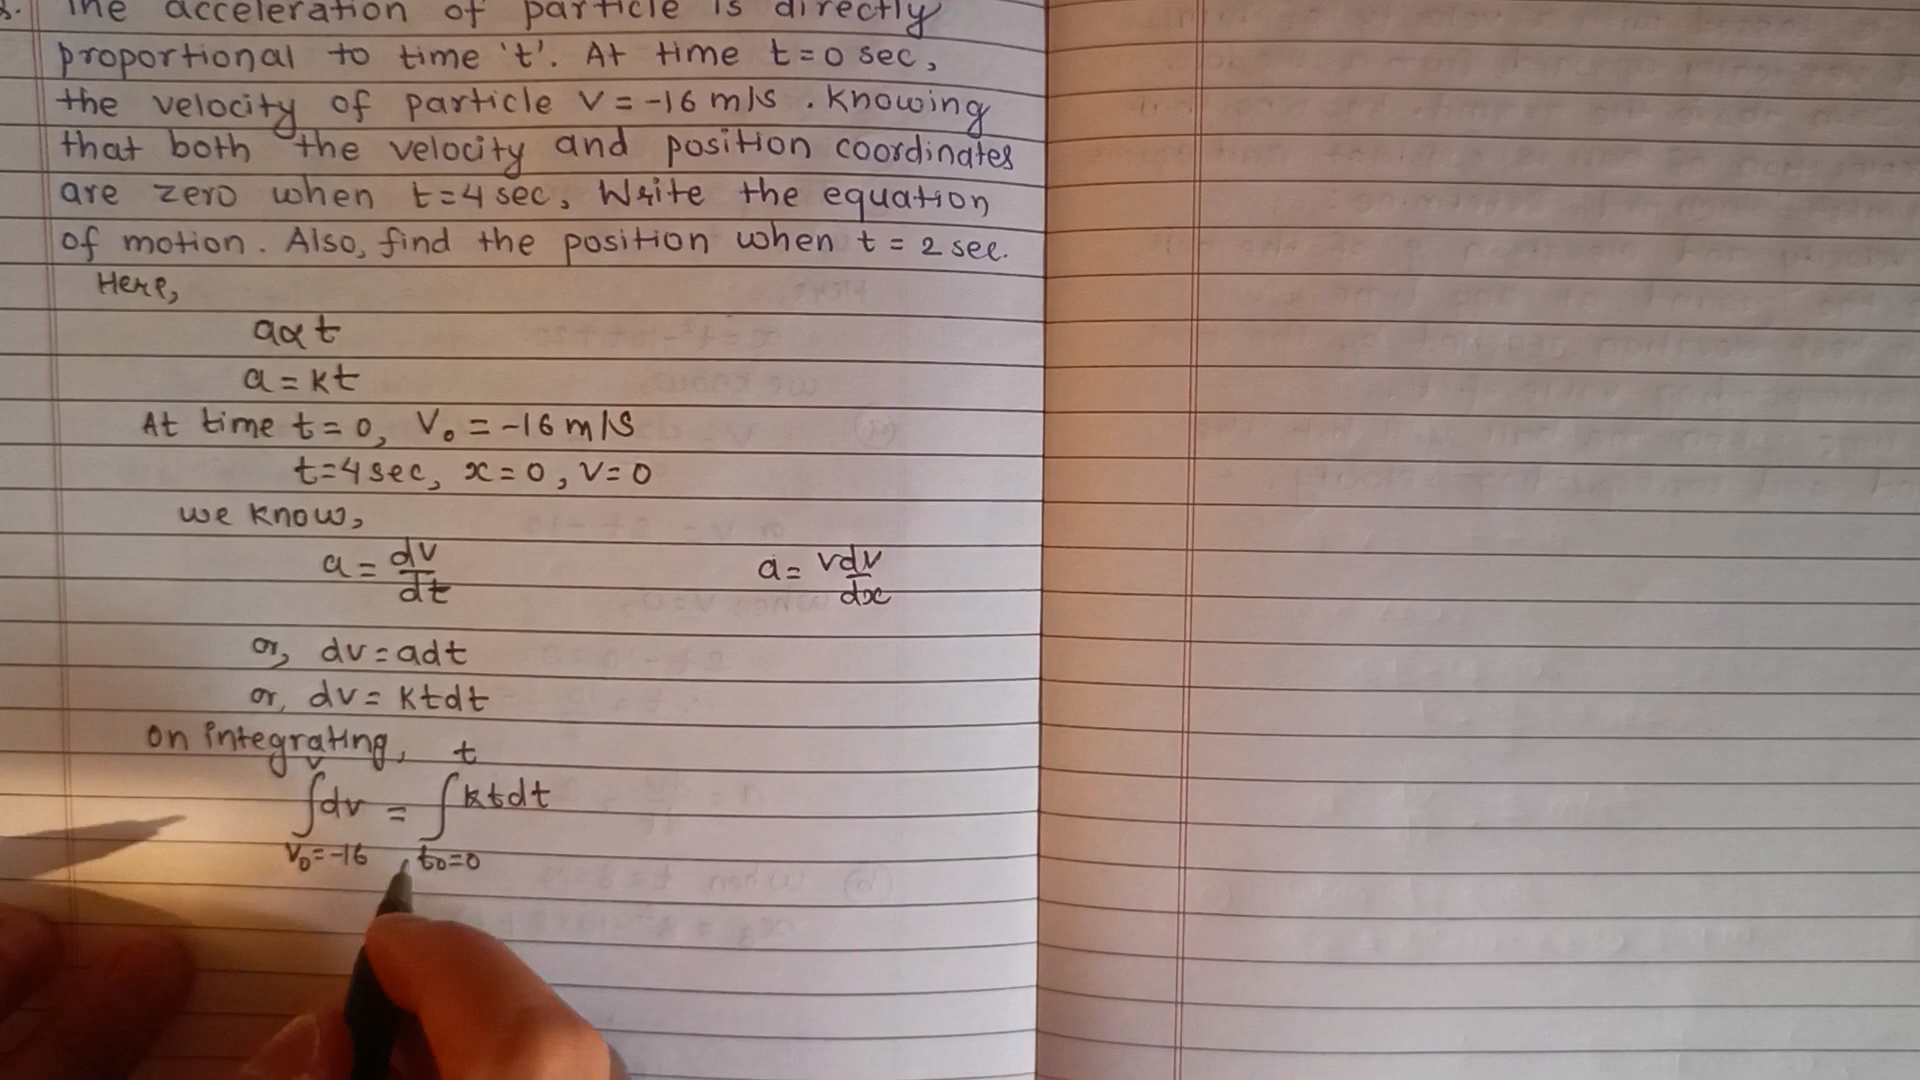 The acceleration of particle is directly
proportional to time 't'. At time t=0 sec,
the velocity of particle v=-16 m/s. Knowing
that both the velocity and position coordinates
are zero when t=4 sec, Write the equation
of motion. Also, find the position when t = 2 sec.
Here,
a∝t
a=kt
At time t=0, V₀=-16 m/s
t=4sec, x=0, v=0
we know,
a=dv/dt a=vdv/dx
or, dv=adt
or, dv=ktdt
on integrating,
∫dv = ∫ktdt
v t
V₀=-16 t₀=0